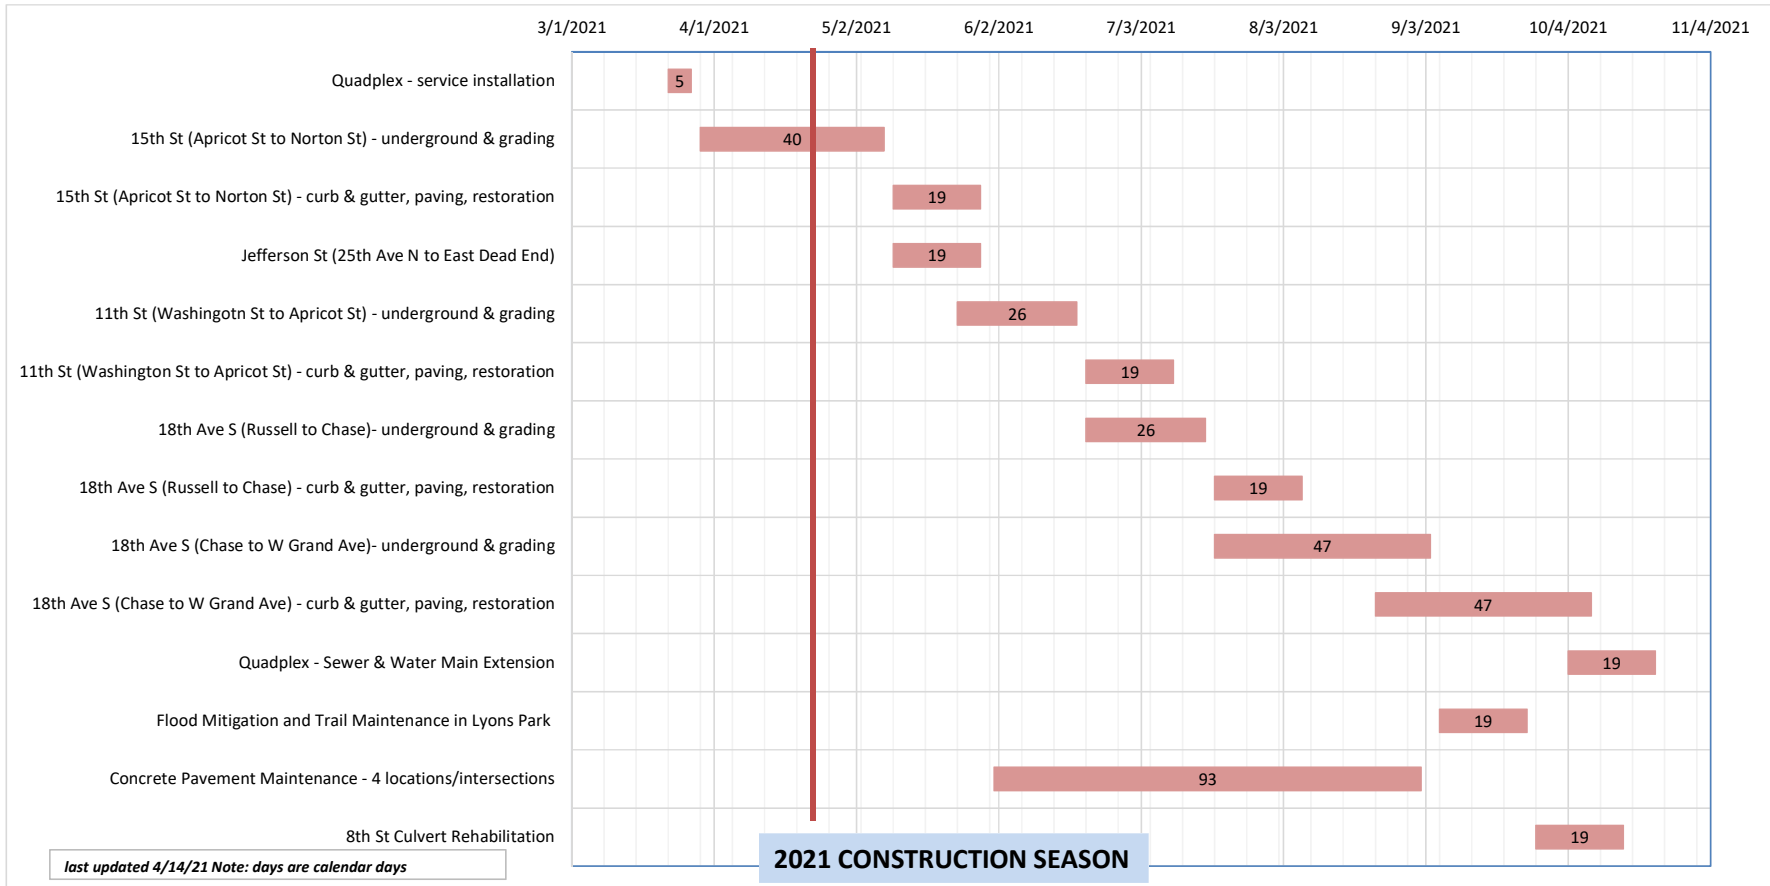 3/1/2021 4/1/2021 5/2/2021 6/2/2021 7/3/2021 8/3/2021 9/3/2021 10/4/2021 11/4/2021
Quadplex - service installation 5
15th St (Apricot St to Norton St) - underground & grading 40
15th St (Apricot St to Norton St) - curb & gutter, paving, restoration 19
Jefferson St (25th Ave N to East Dead End) 19
11th St (Washingotn St to Apricot St) - underground & grading 26
11th St (Washington St to Apricot St) - curb & gutter, paving, restoration 19
18th Ave S (Russell to Chase)- underground & grading 26
18th Ave S (Russell to Chase) - curb & gutter, paving, restoration 19
18th Ave S (Chase to W Grand Ave)- underground & grading 47
18th Ave S (Chase to W Grand Ave) - curb & gutter, paving, restoration 47
Quadplex - Sewer & Water Main Extension 19
Flood Mitigation and Trail Maintenance in Lyons Park 19
Concrete Pavement Maintenance - 4 locations/intersections 93
8th St Culvert Rehabilitation 19
last updated 4/14/21 Note: days are calendar days
2021 CONSTRUCTION SEASON